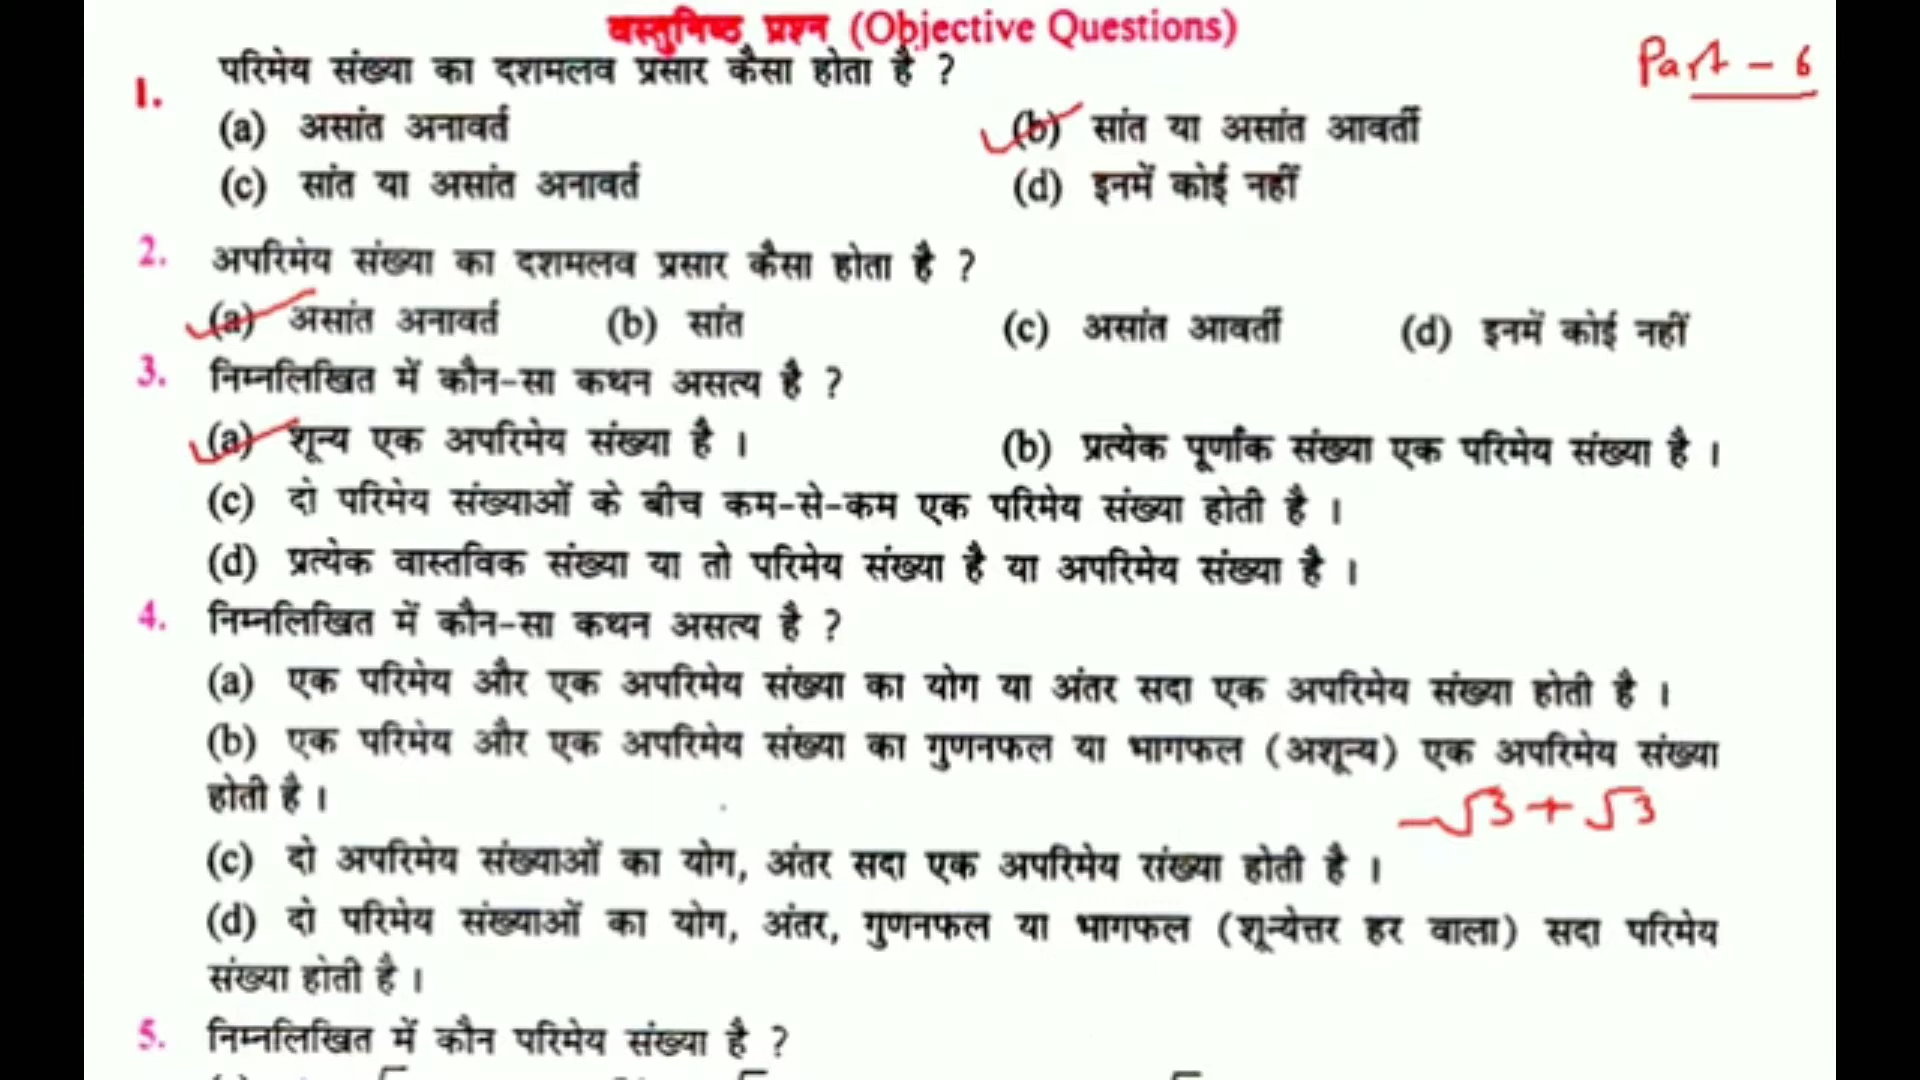 वस्तुनिष्ठ प्रश्न (Objective Questions)
Part - 6
1. परिमेय संख्या का दशमलव प्रसार कैसा होता है ?
(a) असांत अनावर्त (b) सांत या असांत आवर्ती
(c) सांत या असांत अनावर्त (d) इनमें कोई नहीं
2. अपरिमेय संख्या का दशमलव प्रसार कैसा होता है ?
(a) असांत अनावर्त (b) सांत (c) असांत आवर्ती (d) इनमें कोई नहीं
3. निम्नलिखित में कौन-सा कथन असत्य है ?
(a) शून्य एक अपरिमेय संख्या है । (b) प्रत्येक पूर्णांक संख्या एक परिमेय संख्या है ।
(c) दो परिमेय संख्याओं के बीच कम-से-कम एक परिमेय संख्या होती है ।
(d) प्रत्येक वास्तविक संख्या या तो परिमेय संख्या है या अपरिमेय संख्या है ।
4. निम्नलिखित में कौन-सा कथन असत्य है ?
(a) एक परिमेय और एक अपरिमेय संख्या का योग या अंतर सदा एक अपरिमेय संख्या होती है ।
(b) एक परिमेय और एक अपरिमेय संख्या का गुणनफल या भागफल (अशून्य) एक अपरिमेय संख्या
होती है ।
-√3 + √3
(c) दो अपरिमेय संख्याओं का योग, अंतर सदा एक अपरिमेय संख्या होती है ।
(d) दो परिमेय संख्याओं का योग, अंतर, गुणनफल या भागफल (शून्येत्तर हर वाला) सदा परिमेय
संख्या होती है ।
5. निम्नलिखित में कौन परिमेय संख्या है ?